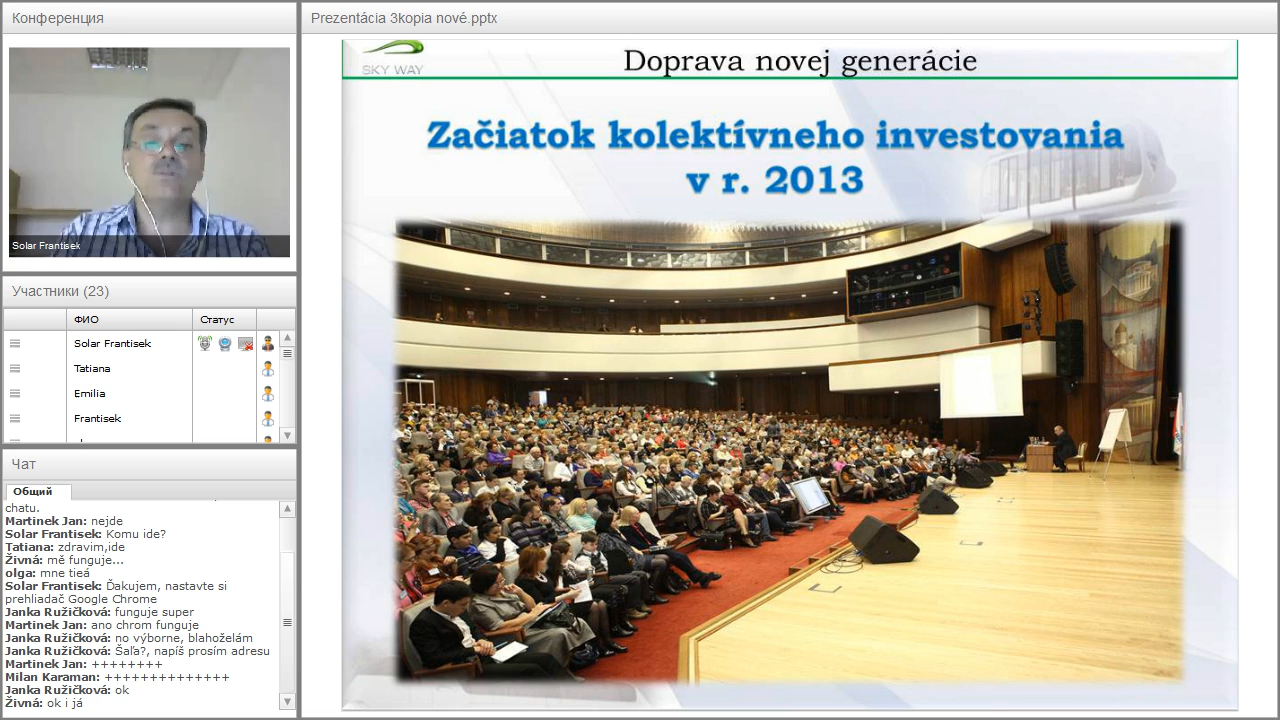 Конференция
Solar Frantisek
Участники (23)
ФИО Статус
Solar Frantisek
Tatiana
Emilia
Frantisek
Чат
Общий
chatu.
Martinek Jan: nejde
Solar Frantisek: Komu ide?
Tatiana: zdravim,ide
Živná: mě funguje...
olga: mne tieá
Solar Frantisek: Ďakujem, nastavte si
prehliadač Google Chrome
Janka Ružičková: funguje super
Martinek Jan: ano chrom funguje
Janka Ružičková: no výborne, blahoželám
Janka Ružičková: Šaľa?, napíš prosím adresu
Martinek Jan: ++++++++
Milan Karaman: ++++++++++++++
Janka Ružičková: ok
Živná: ok i já
Prezentácia 3kopia nové.pptx
SKY WAY
Doprava novej generácie
Začiatok kolektívneho investovania
v r. 2013